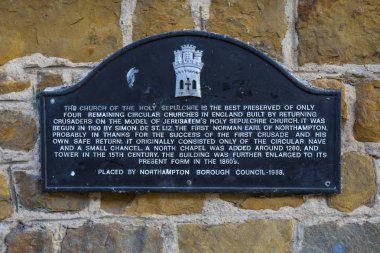 THE CHURCH OF THE HOLY SEPULCHRE IS THE BEST PRESERVED OF ONLY
FOUR REMAINING CIRCULAR CHURCHES IN ENGLAND BUILT BY RETURNING
CRUSADERS ON THE MODEL OF JERUSALEM'S HOLY SEPULCHRE CHURCH. IT WAS
BEGUN IN 1100 BY SIMON DE ST. LIZ, THE FIRST NORMAN EARL OF NORTHAMPTON,
PROBABLY IN THANKS FOR THE SUCCESS OF THE FIRST CRUSADE AND HIS
OWN SAFE RETURN. IT ORIGINALLY CONSISTED ONLY OF THE CIRCULAR NAVE
AND A SMALL CHANCEL. A NORTH CHAPEL WAS ADDED AROUND 1280, AND
TOWER IN THE 15TH CENTURY. THE BUILDING WAS FURTHER ENLARGED TO ITS
PRESENT FORM IN THE 1860'S.
PLACED BY NORTHAMPTON BOROUGH COUNCIL-1983.